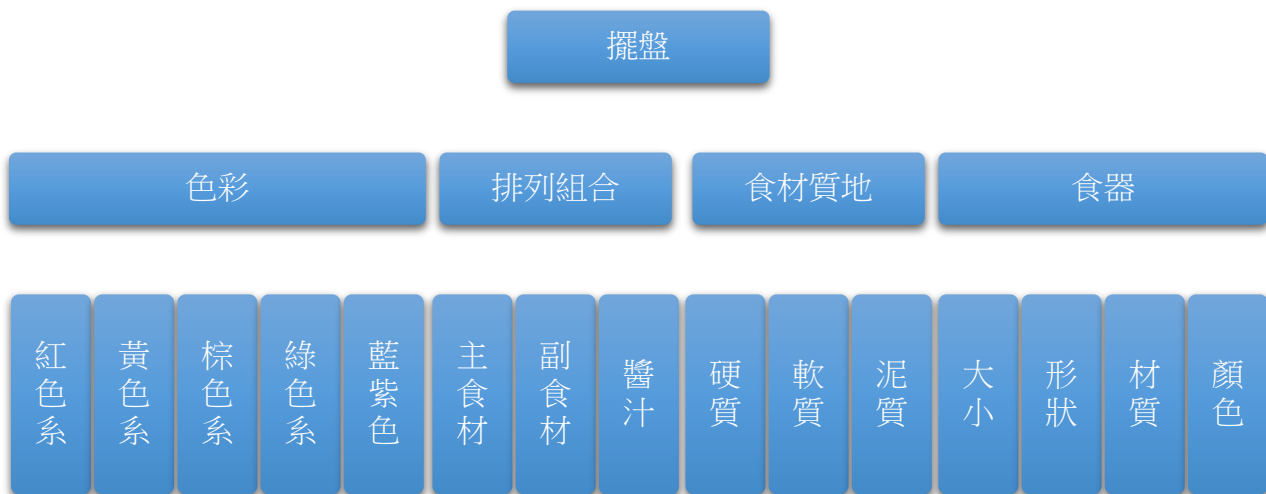 擺盤
色彩
排列組合
食材質地
食器
紅色系
黃色系
棕色系
綠色系
藍紫色
主食材
副食材
醬汁
硬質
軟質
泥質
大小
形狀
材質
顏色